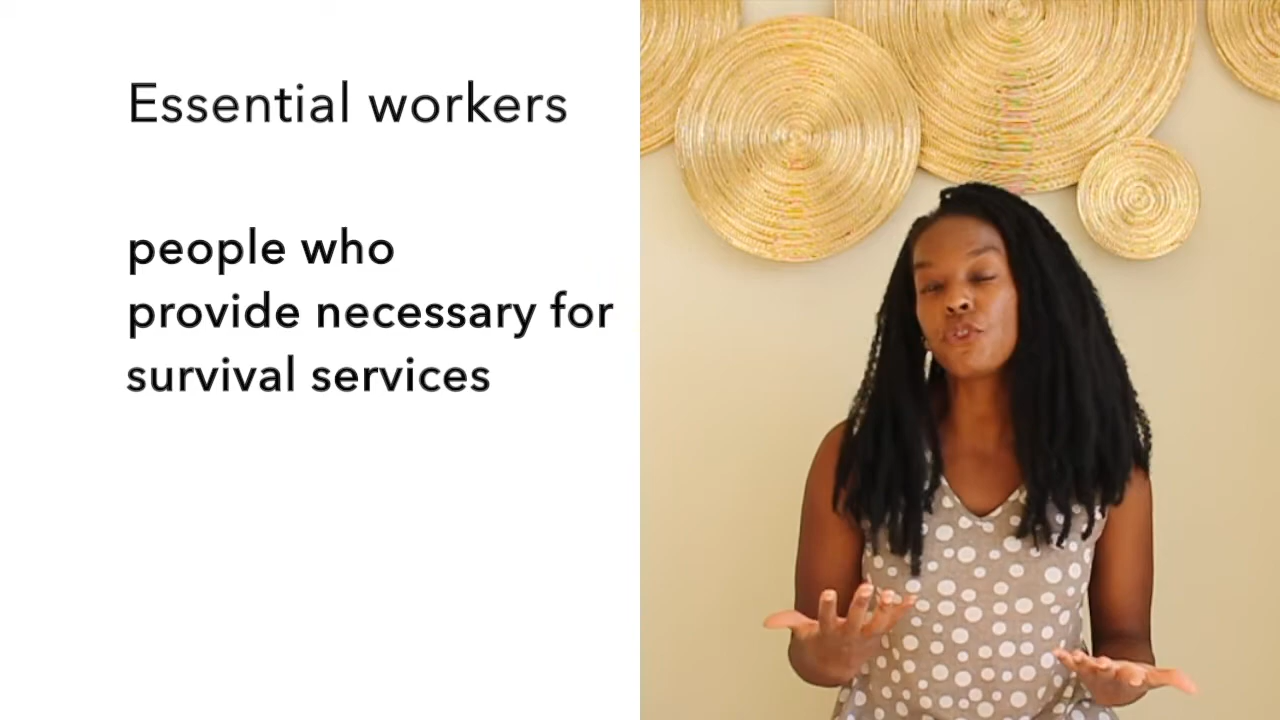 Essential workers
people who
provide necessary for
survival services